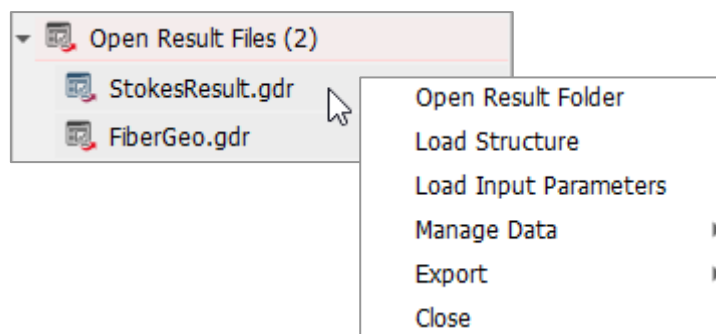 Open Result Files (2)
StokesResult.gdr
FiberGeo.gdr
Open Result Folder
Load Structure
Load Input Parameters
Manage Data
Export
Close